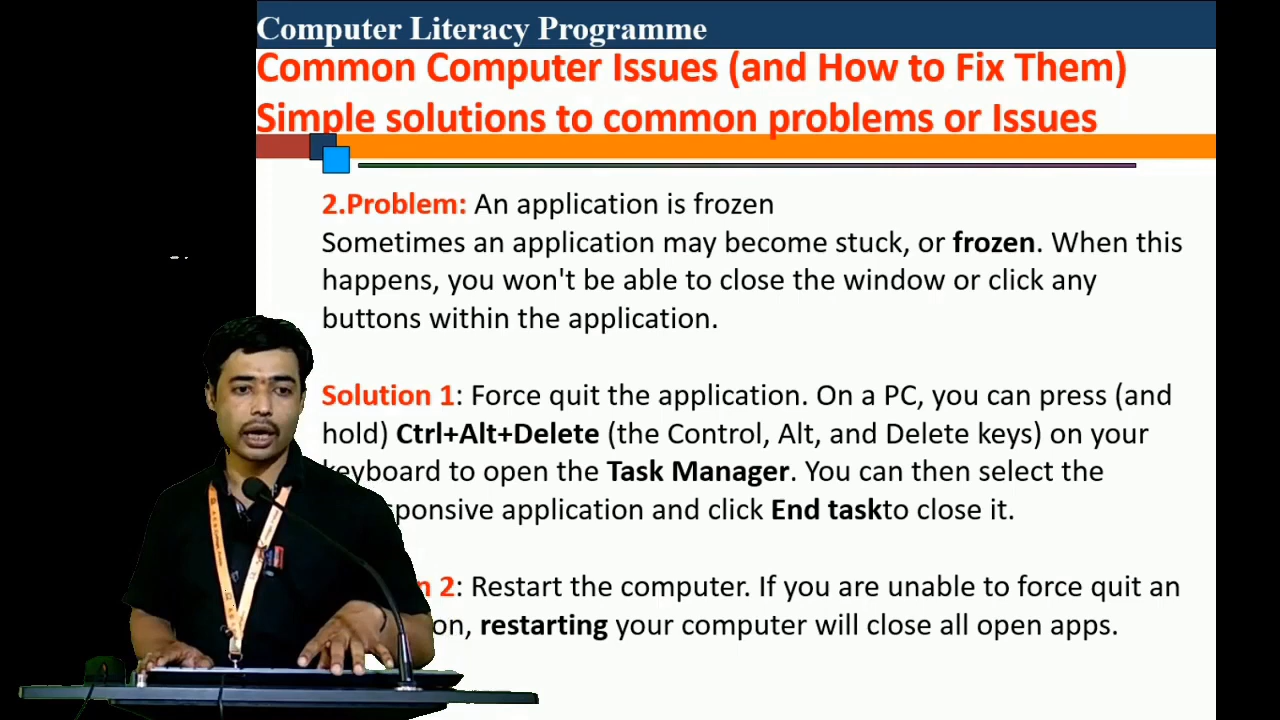 Computer Literacy Programme
Common Computer Issues (and How to Fix Them)
Simple solutions to common problems or Issues
2.Problem: An application is frozen
Sometimes an application may become stuck, or frozen. When this
happens, you won't be able to close the window or click any
buttons within the application.
Solution 1: Force quit the application. On a PC, you can press (and
hold) Ctrl+Alt+Delete (the Control, Alt, and Delete keys) on your
keyboard to open the Task Manager. You can then select the
sponsive application and click End taskto close it.
n 2: Restart the computer. If you are unable to force quit an
on, restarting your computer will close all open apps.